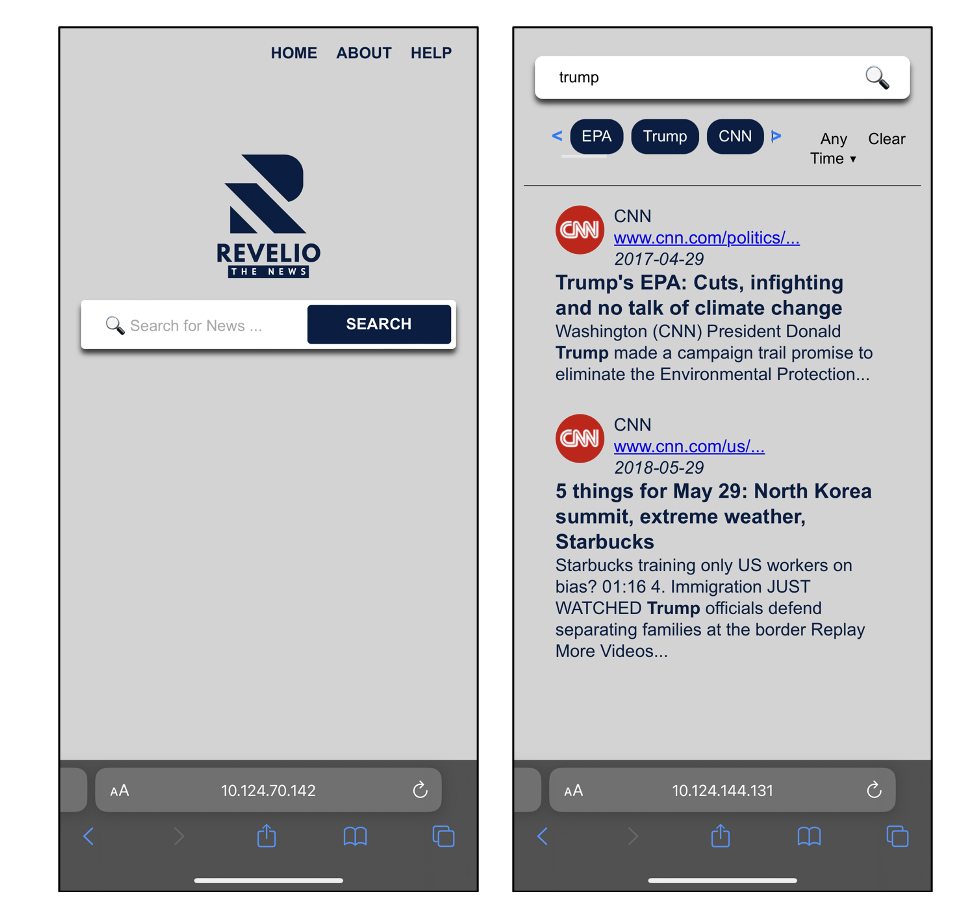 HOME ABOUT HELP
REVELIO
THE NEWS
Search for News ... SEARCH
AA 10.124.70.142
trump
< EPA Trump CNN > Any Time ▾ Clear
CNN
CNN
www.cnn.com/politics/...
2017-04-29
Trump's EPA: Cuts, infighting
and no talk of climate change
Washington (CNN) President Donald
Trump made a campaign trail promise to
eliminate the Environmental Protection...
CNN
CNN
www.cnn.com/us/...
2018-05-29
5 things for May 29: North Korea
summit, extreme weather,
Starbucks
Starbucks training only US workers on
bias? 01:16 4. Immigration JUST
WATCHED Trump officials defend
separating families at the border Replay
More Videos...
AA 10.124.144.131